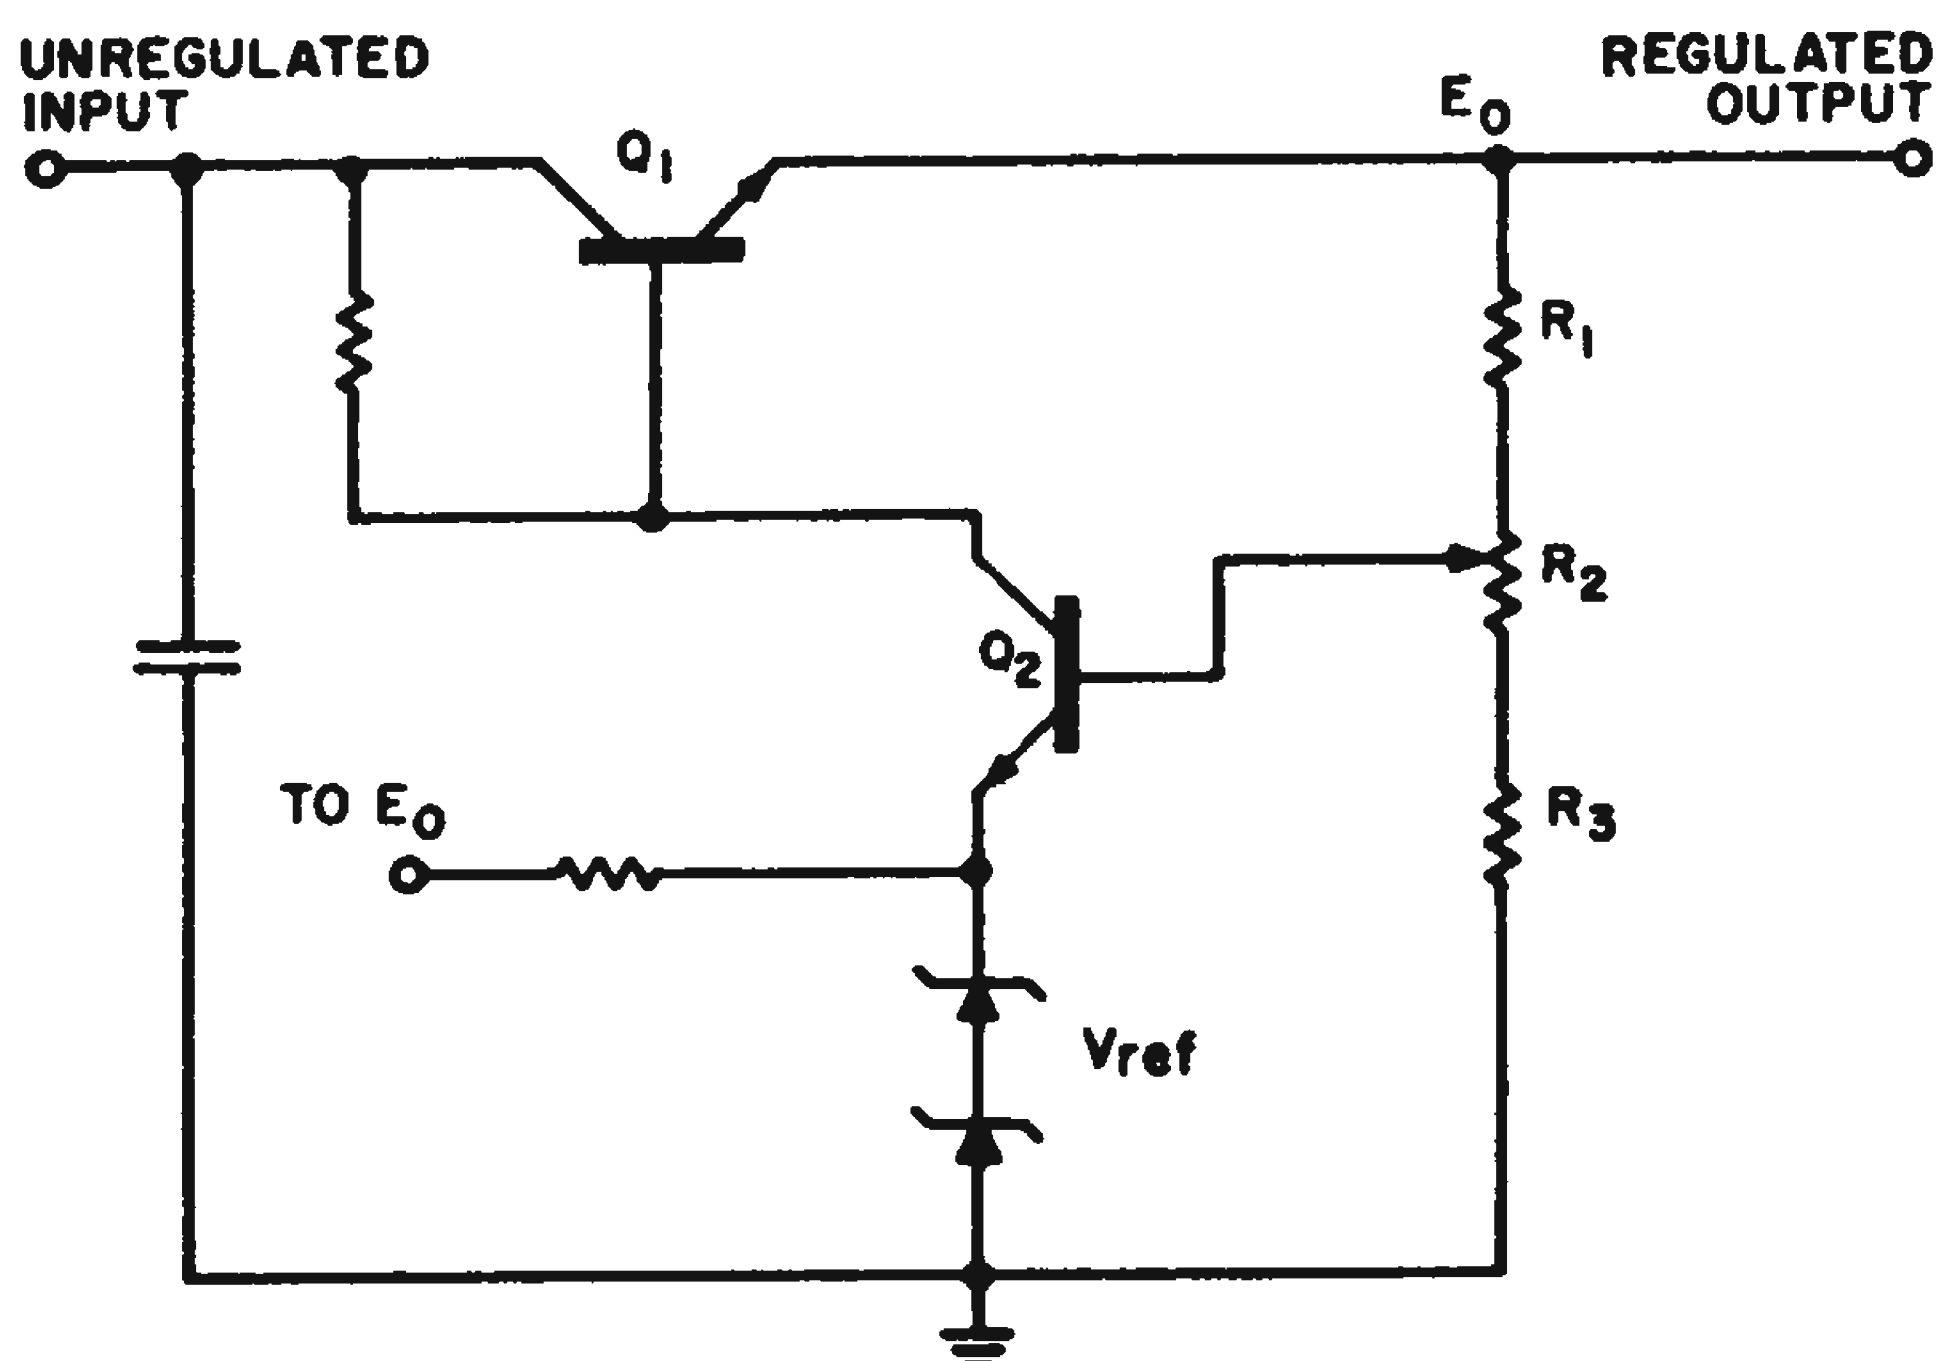 UNREGULATED
INPUT
REGULATED
OUTPUT
E0
Q1
R1
R2
Q2
TO E0
R3
Vref